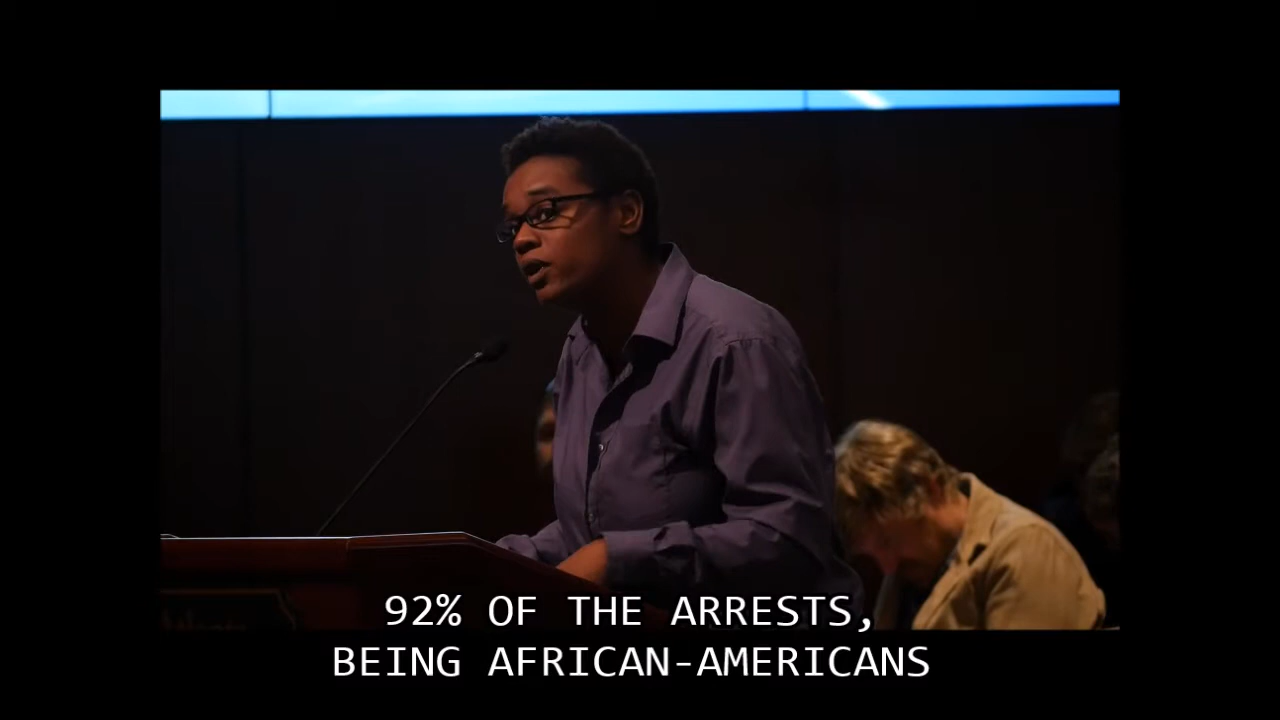 92% OF THE ARRESTS,
BEING AFRICAN-AMERICANS